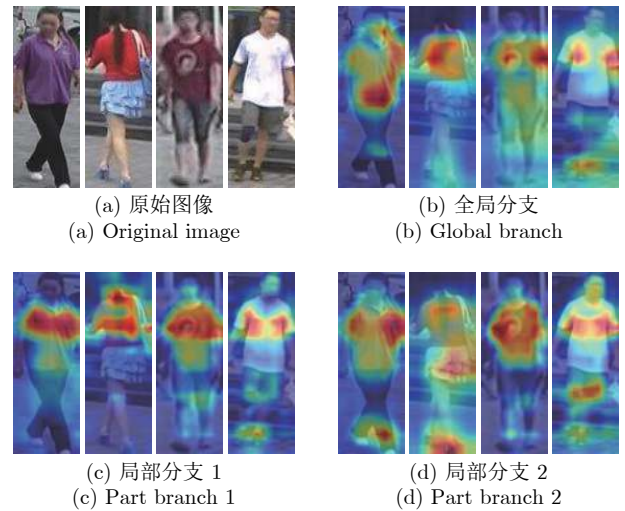 (a) 原始图像
(a) Original image
(b) 全局分支
(b) Global branch
(c) 局部分支 1
(c) Part branch 1
(d) 局部分支 2
(d) Part branch 2